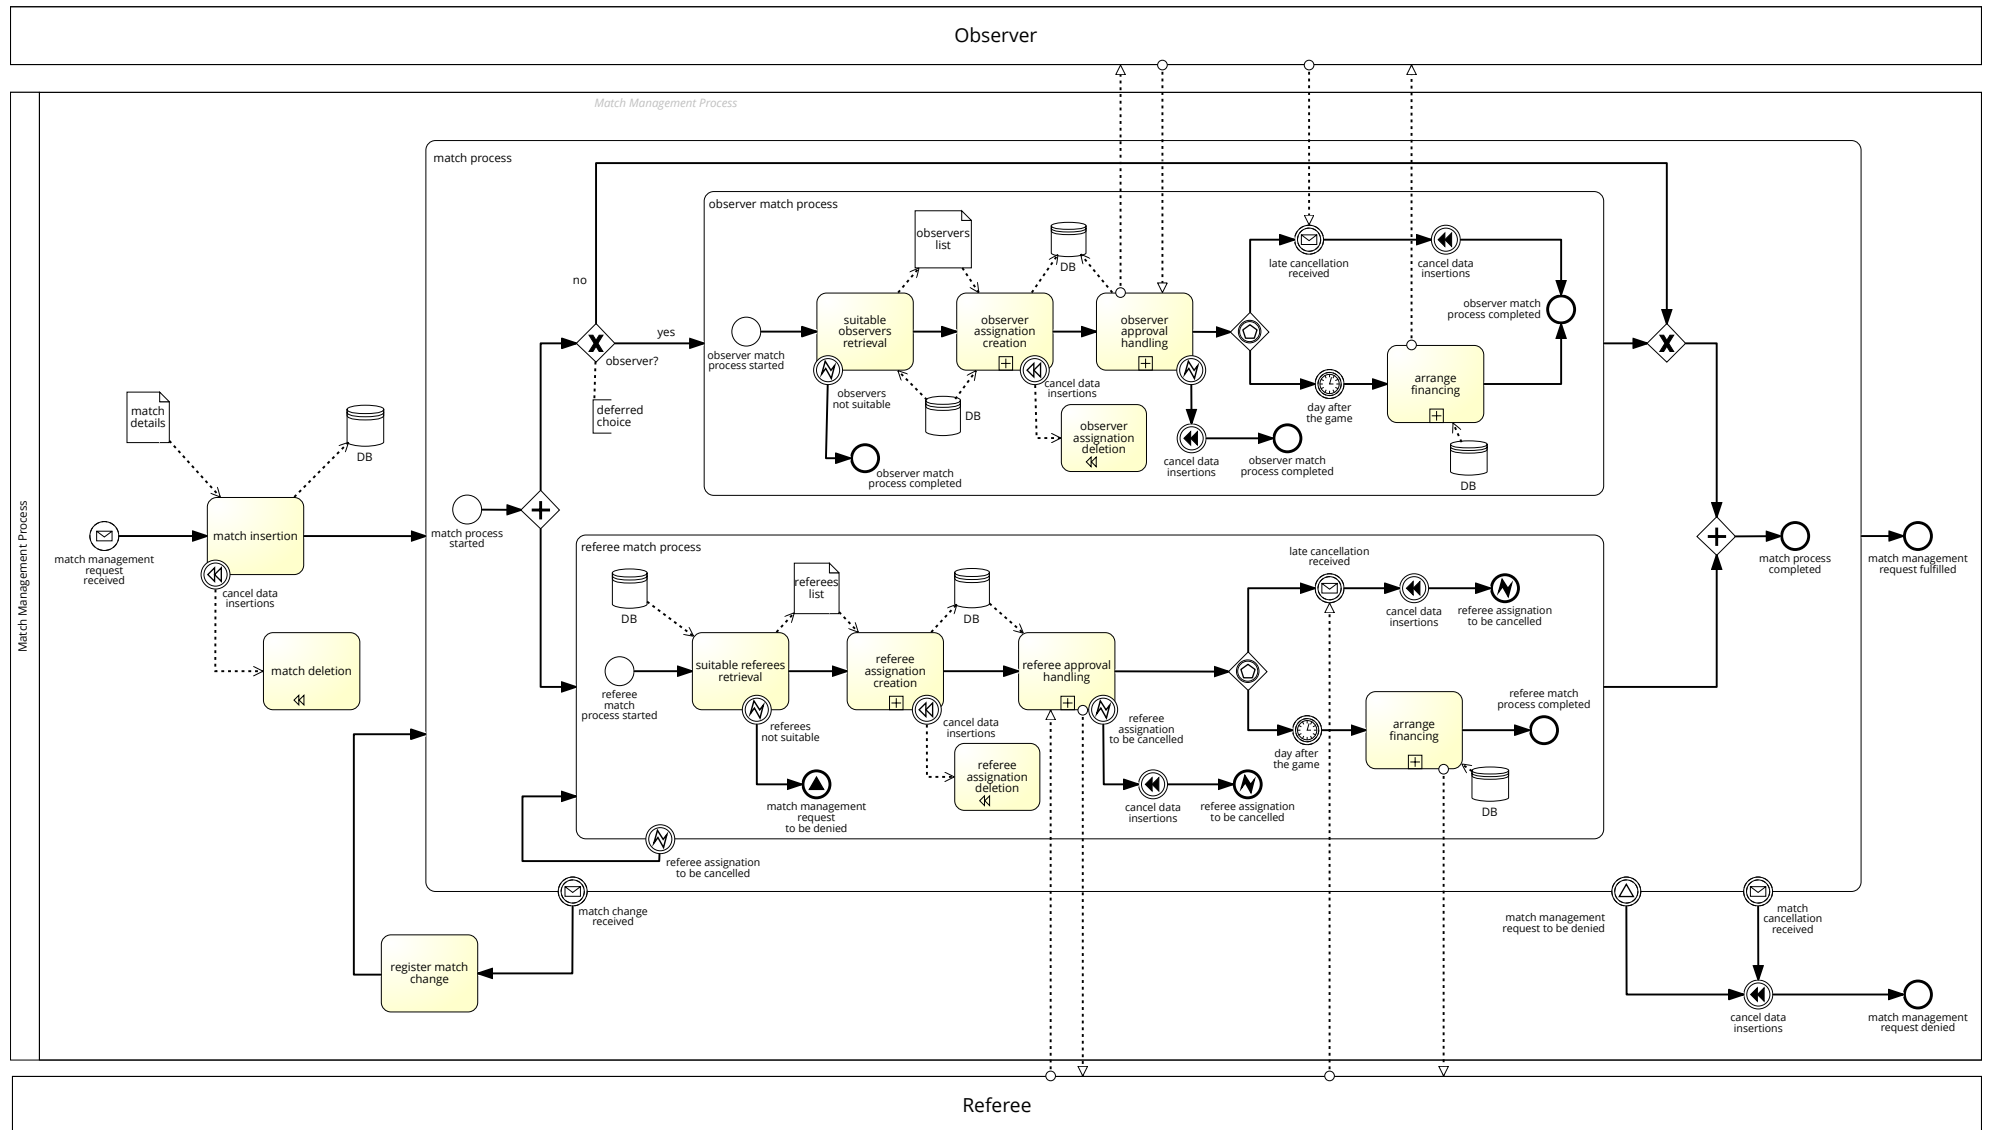 Observer
Match Management Process
Match Management Process
match process
no
yes
observer?
deferred
choice
observer match process
observers
list
DB
late cancellation
received
cancel data
insertions
observer match
process completed
observer match
process started
suitable
observers
retrieval
observer
assignation
creation
observer
approval
handling
observers
not suitable
DB
cancel data
insertions
observer
assignation
deletion
day after
the game
arrange
financing
DB
observer match
process completed
cancel data
insertions
observer match
process completed
match
details
DB
match insertion
match management
request
received
cancel data
insertions
match deletion
match process
started
referee match process
DB
referees
list
DB
late cancellation
received
cancel data
insertions
referee assignation
to be cancelled
referee
match
process started
suitable referees
retrieval
referee
assignation
creation
referee approval
handling
referees
not suitable
cancel data
insertions
referee
assignation
to be cancelled
day after
the game
arrange
financing
referee match
process completed
DB
match management
request
to be denied
referee
assignation
deletion
cancel data
insertions
referee assignation
to be cancelled
referee assignation
to be cancelled
match process
completed
match management
request fulfilled
match change
received
register match
change
match management
request to be denied
match
cancellation
received
cancel data
insertions
match management
request denied
Referee